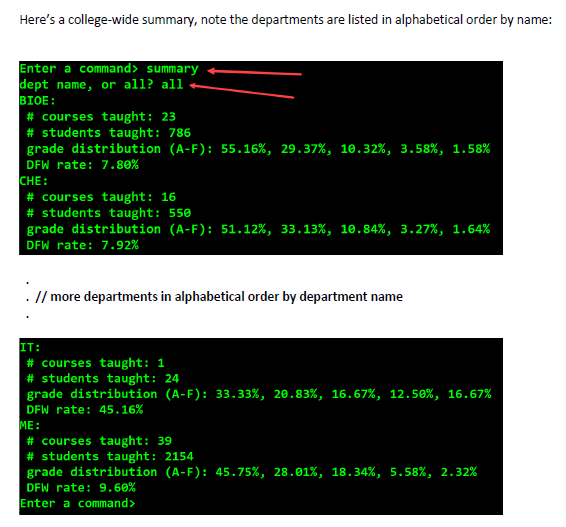 Here's a college-wide summary, note the departments are listed in alphabetical order by name:
Enter a command> summary
dept name, or all? all
BIOE:
# courses taught: 23
# students taught: 786
grade distribution (A-F): 55.16%, 29.37%, 10.32%, 3.58%, 1.58%
DFW rate: 7.80%
CHE:
# courses taught: 16
# students taught: 550
grade distribution (A-F): 51.12%, 33.13%, 10.84%, 3.27%, 1.64%
DFW rate: 7.92%
.
. // more departments in alphabetical order by department name
.
IT:
# courses taught: 1
# students taught: 24
grade distribution (A-F): 33.33%, 20.83%, 16.67%, 12.50%, 16.67%
DFW rate: 45.16%
ME:
# courses taught: 39
# students taught: 2154
grade distribution (A-F): 45.75%, 28.01%, 18.34%, 5.58%, 2.32%
DFW rate: 9.60%
Enter a command>